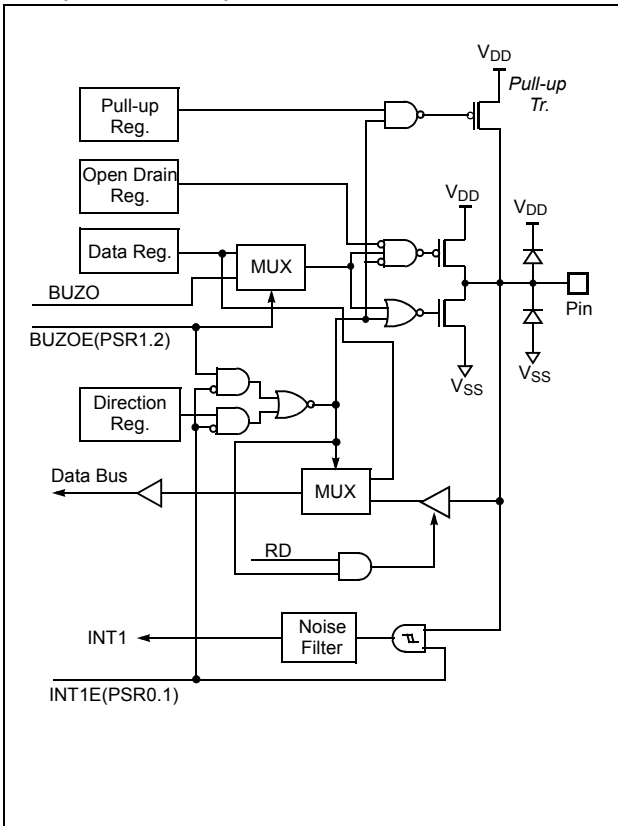 VDD
Pull-up
Tr.
Pull-up
Reg.
Open Drain
Reg.
VDD
VDD
Data Reg.
MUX
BUZO
Pin
BUZOE(PSR1.2)
VSS
VSS
Direction
Reg.
Data Bus
MUX
RD
INT1
Noise
Filter
INT1E(PSR0.1)